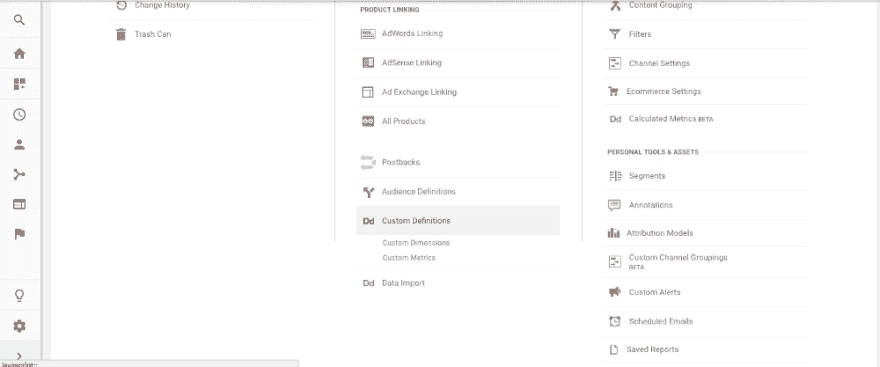 Change History
Trash Can
PRODUCT LINKING
AdWords Linking
AdSense Linking
Ad Exchange Linking
All Products
Postbacks
Audience Definitions
Dd Custom Definitions
Custom Dimensions
Custom Metrics
Dd Data Import
Content Grouping
Filters
Channel Settings
Ecommerce Settings
Dd Calculated Metrics BETA
PERSONAL TOOLS & ASSETS
Segments
Annotations
Attribution Models
Custom Channel Groupings
BETA
Custom Alerts
Scheduled Emails
Saved Reports
javascript:;